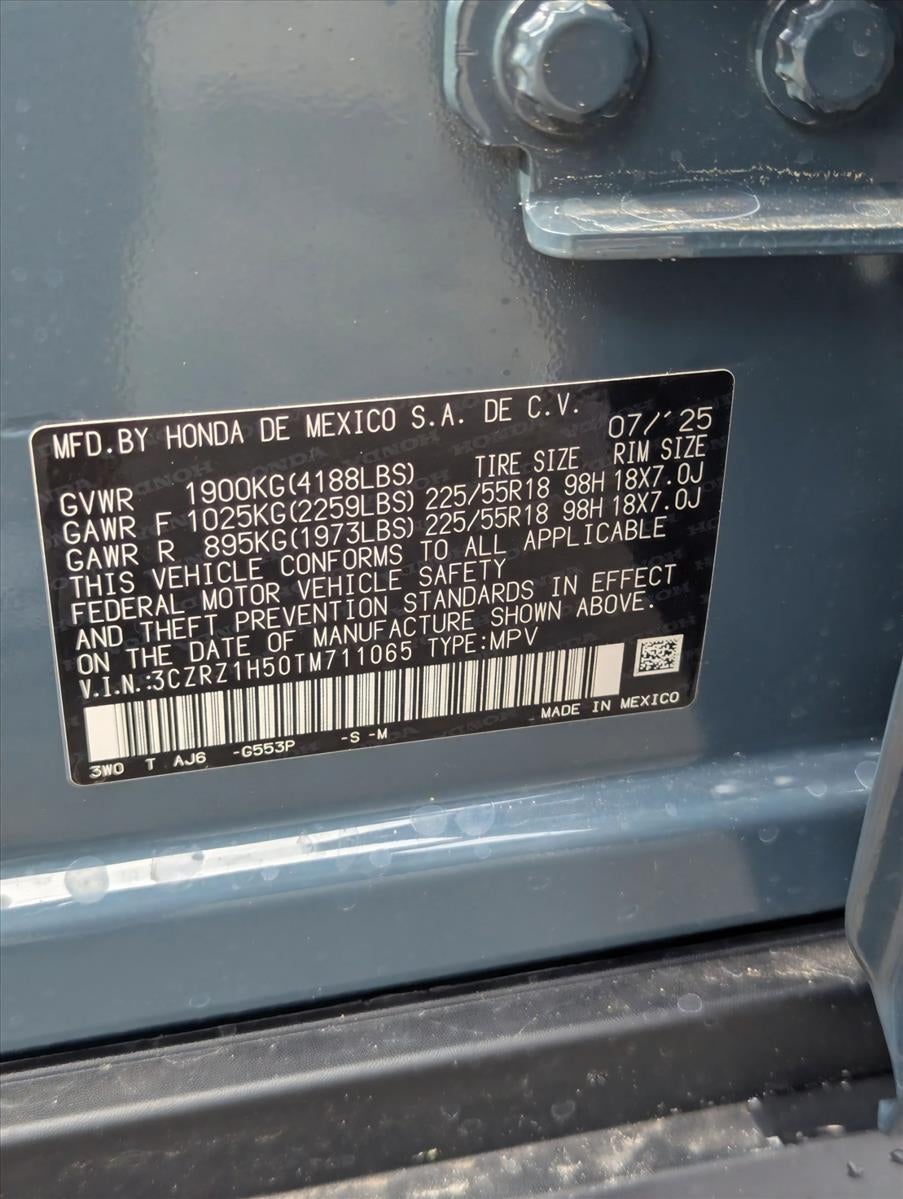 MFD.BY HONDA DE MEXICO S.A. DE C.V. 07/'25
TIRE SIZE RIM SIZE
GVWR 1900KG(4188LBS)
GAWR F 1025KG(2259LBS) 225/55R18 98H 18X7.0J
GAWR R 895KG(1973LBS) 225/55R18 98H 18X7.0J
THIS VEHICLE CONFORMS TO ALL APPLICABLE
FEDERAL MOTOR VEHICLE SAFETY
AND THEFT PREVENTION STANDARDS IN EFFECT
ON THE DATE OF MANUFACTURE SHOWN ABOVE.
V.I.N.:3CZRZ1H50TM711065 TYPE:MPV
3W0 T AJ6 -G553P -S -M MADE IN MEXICO